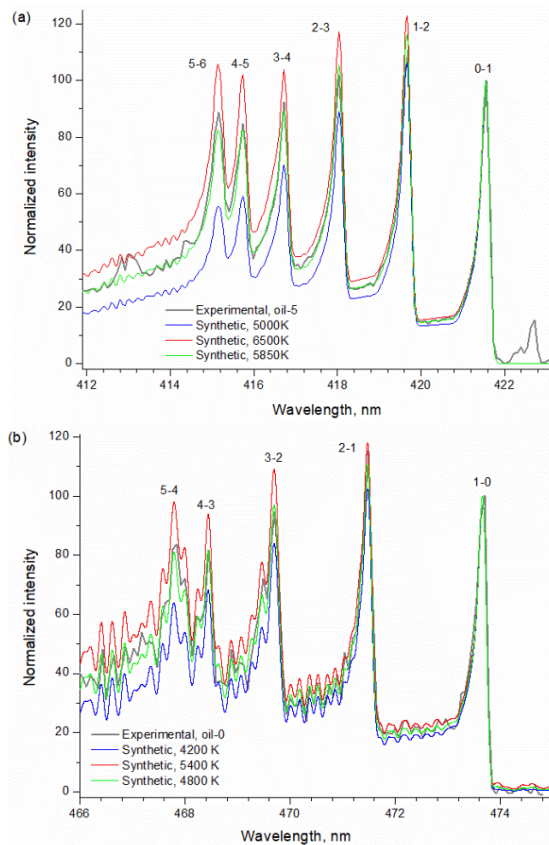 (a)
Normalized intensity
120
100
80
60
40
20
0
5-6
4-5
3-4
2-3
1-2
0-1
Experimental, oil-5
Synthetic, 5000K
Synthetic, 6500K
Synthetic, 5850K
412
414
416
418
420
422
Wavelength, nm
(b)
Normalized intensity
120
100
80
60
40
20
0
5-4
4-3
3-2
2-1
1-0
Experimental, oil-0
Synthetic, 4200 K
Synthetic, 5400 K
Synthetic, 4800 K
466
468
470
472
474
Wavelength, nm